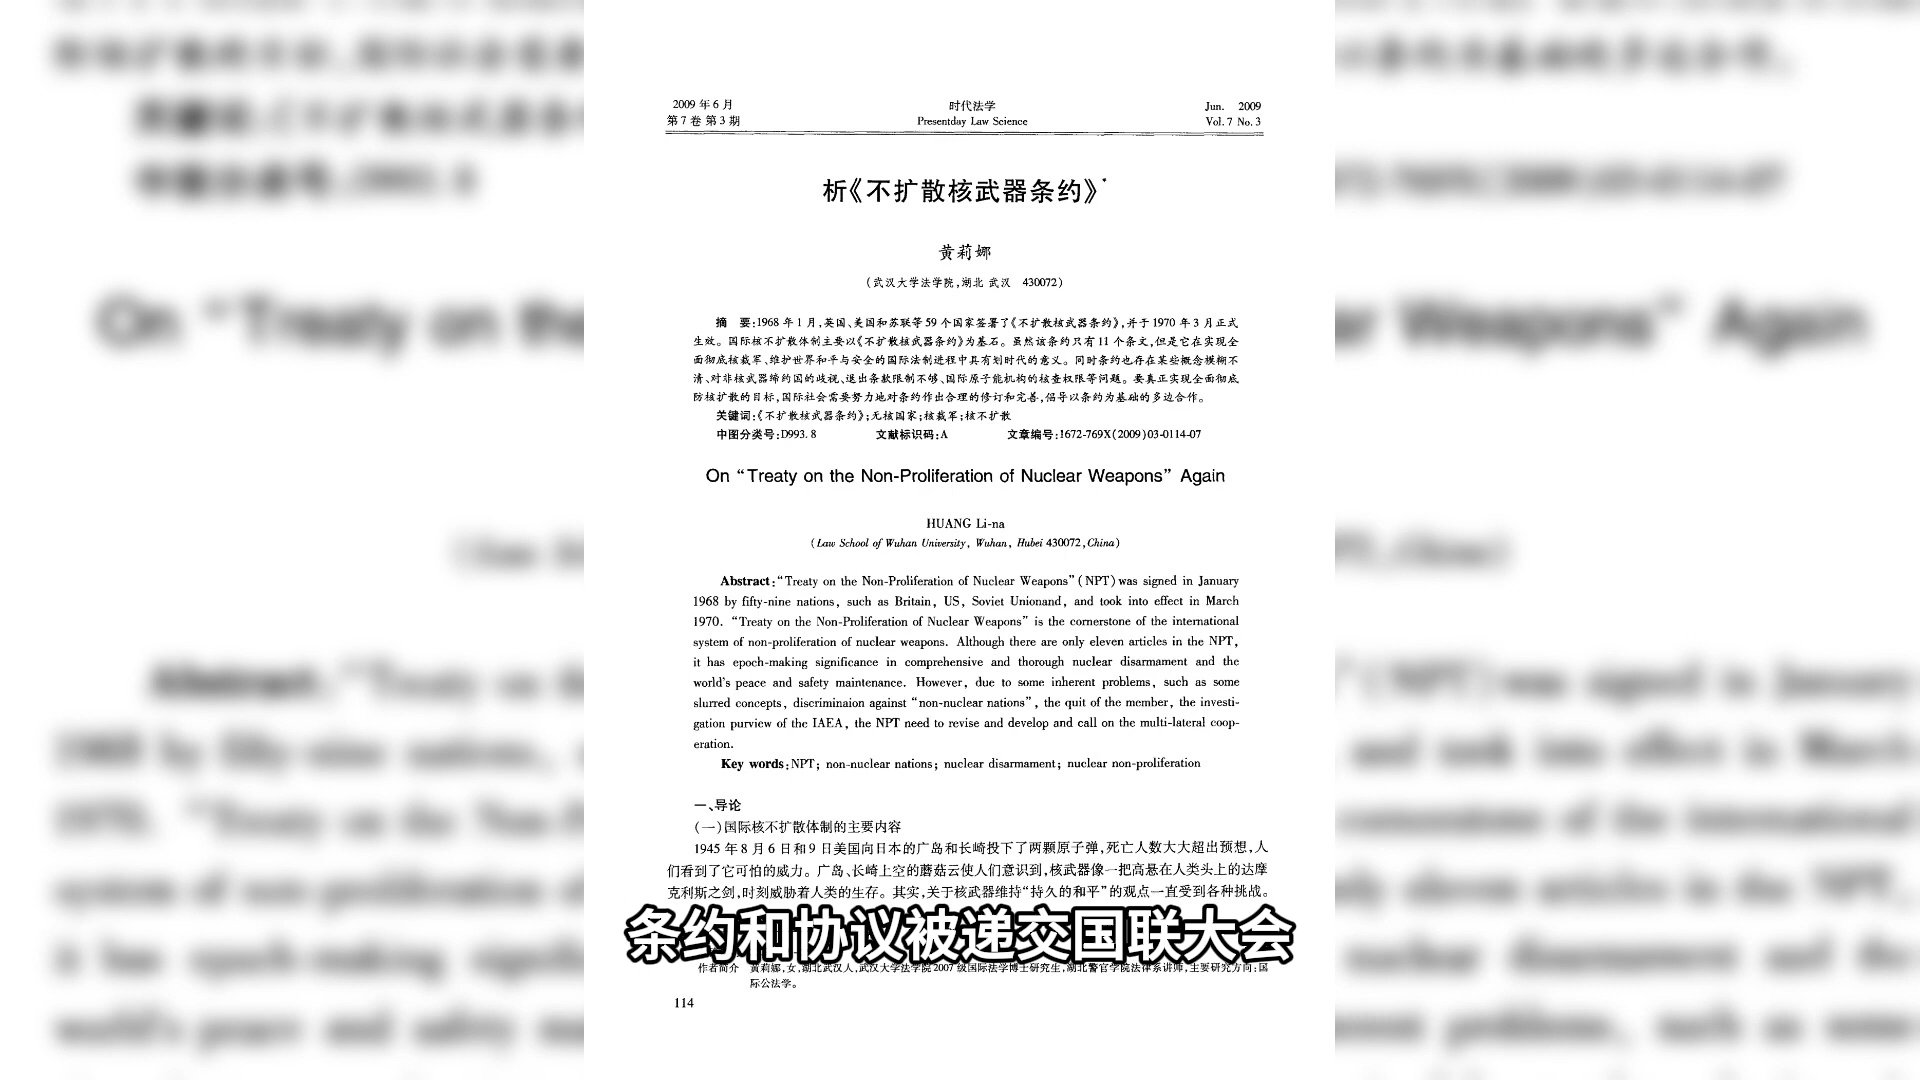 2009 年 6 月 时代法学 Jun. 2009
第 7 卷 第 3 期 Presentday Law Science Vol. 7 No. 3
析《不扩散核武器条约》*
黄莉娜
(武汉大学法学院,湖北 武汉 430072)
摘 要:1968 年 1 月,英国、美国和苏联等 59 个国家签署了《不扩散核武器条约》,并于 1970 年 3 月正式
生效。国际核不扩散体制主要以《不扩散核武器条约》为基石。虽然该条约只有 11 个条文,但是它在实现全
面彻底核裁军、维护世界和平与安全的国际法制进程中具有划时代的意义。同时条约也存在某些概念模糊不
清、对非核武器缔约国的歧视、退出条款限制不够、国际原子能机构的核查权限等问题。要真正实现全面彻底
防核扩散的目标,国际社会需要努力地对条约作出合理的修订和完善,倡导以条约为基础的多边合作。
关键词:《不扩散核武器条约》;无核国家;核裁军;核不扩散
中图分类号:D993. 8 文献标识码:A 文章编号:1672-769X(2009)03-0114-07
On “Treaty on the Non-Proliferation of Nuclear Weapons” Again
HUANG Li-na
(Law School of Wuhan University, Wuhan, Hubei 430072,China)
Abstract:“Treaty on the Non-Proliferation of Nuclear Weapons”(NPT)was signed in January
1968 by fifty-nine nations, such as Britain, US, Soviet Unionand, and took into effect in March
1970. “Treaty on the Non-Proliferation of Nuclear Weapons” is the cornerstone of the international
system of non-proliferation of nuclear weapons. Although there are only eleven articles in the NPT,
it has epoch-making significance in comprehensive and thorough nuclear disarmament and the
world's peace and safety maintenance. However, due to some inherent problems, such as some
slurred concepts, discriminaion against “non-nuclear nations”, the quit of the member, the investi-
gation purview of the IAEA, the NPT need to revise and develop and call on the multi-lateral coop-
eration.
Key words:NPT; non-nuclear nations; nuclear disarmament; nuclear non-proliferation
一、导论
(一)国际核不扩散体制的主要内容
1945 年 8 月 6 日和 9 日美国向日本的广岛和长崎投下了两颗原子弹,死亡人数大大超出预想,人
们看到了它可怕的威力。广岛、长崎上空的蘑菇云使人们意识到,核武器像一把高悬在人类头上的达摩
克利斯之剑,时刻威胁着人类的生存。其实,关于核武器维持“持久的和平”的观点一直受到各种挑战。
条约和协议被递交国联大会
作者简介 黄莉娜,女,湖北武汉人,武汉大学法学院 2007 级国际法学博士研究生,湖北警官学院法律系讲师,主要研究方向:国
际公法学。
114